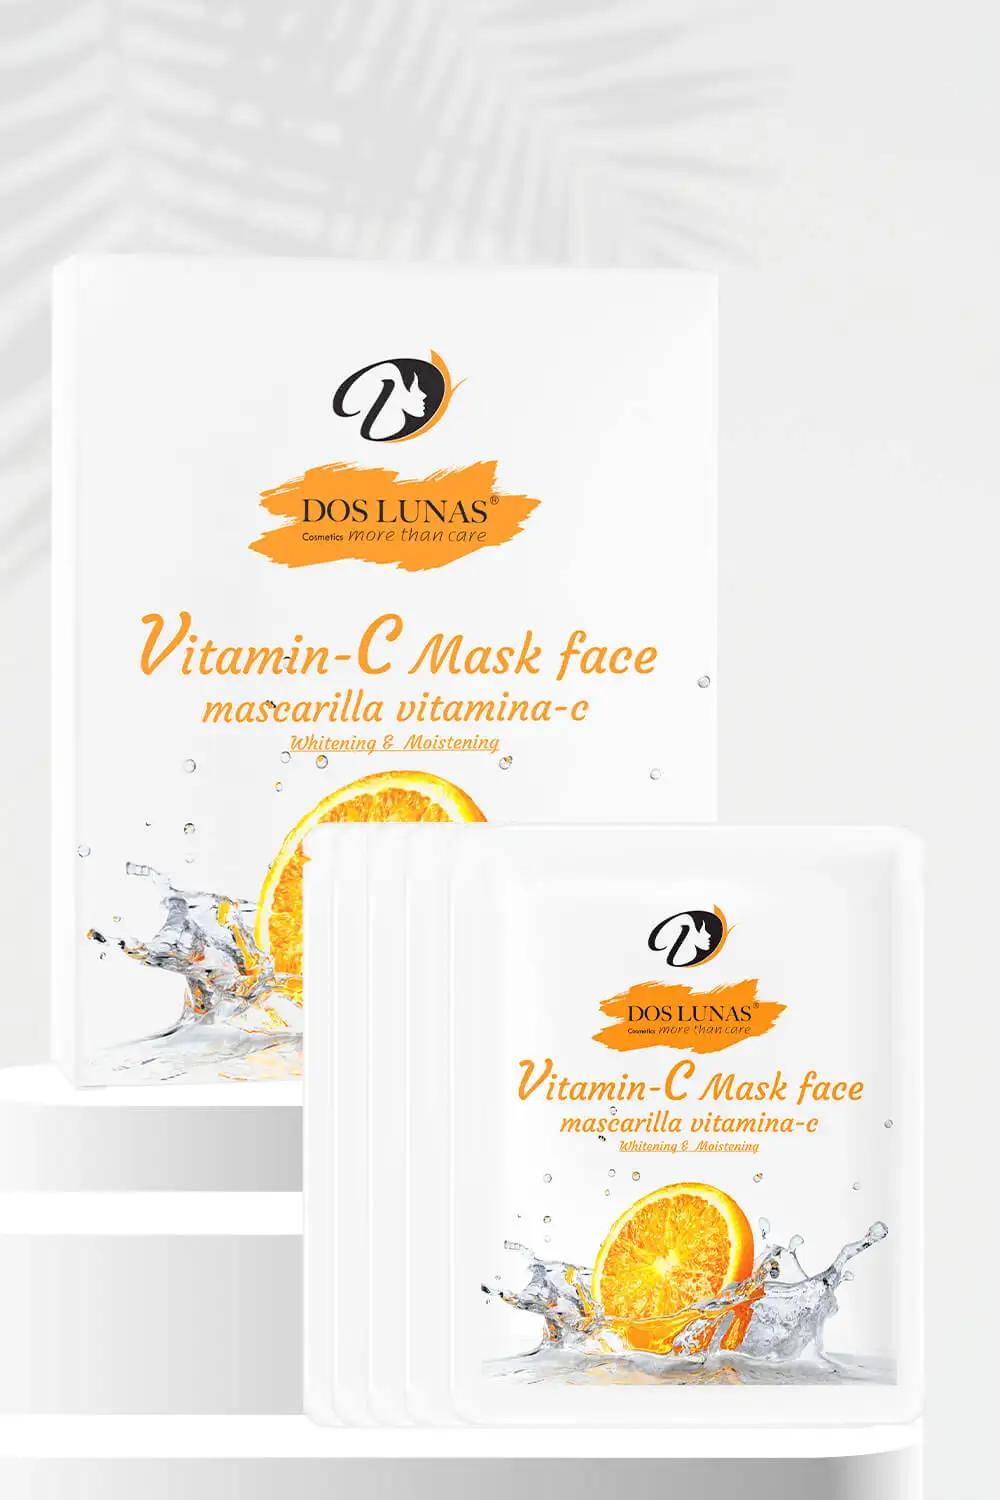 DOS LUNAS®
Cosmetics more than care
Vitamin-C Mask face
mascarilla vitamina-c
Whitening & Moistening
DOS LUNAS®
Cosmetics more than care
Vitamin-C Mask face
mascarilla vitamina-c
Whitening & Moistening